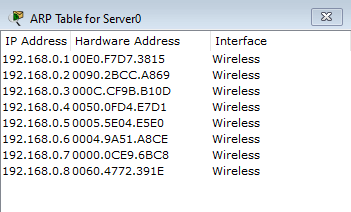 ARP Table for Server0
IP Address Hardware Address Interface
192.168.0.1 00E0.F7D7.3815 Wireless
192.168.0.2 0090.2BCC.A869 Wireless
192.168.0.3 000C.CF9B.B10D Wireless
192.168.0.4 0050.0FD4.E7D1 Wireless
192.168.0.5 0005.5E04.E5E0 Wireless
192.168.0.6 0004.9A51.A8CE Wireless
192.168.0.7 0000.0CE9.6BC8 Wireless
192.168.0.8 0060.4772.391E Wireless